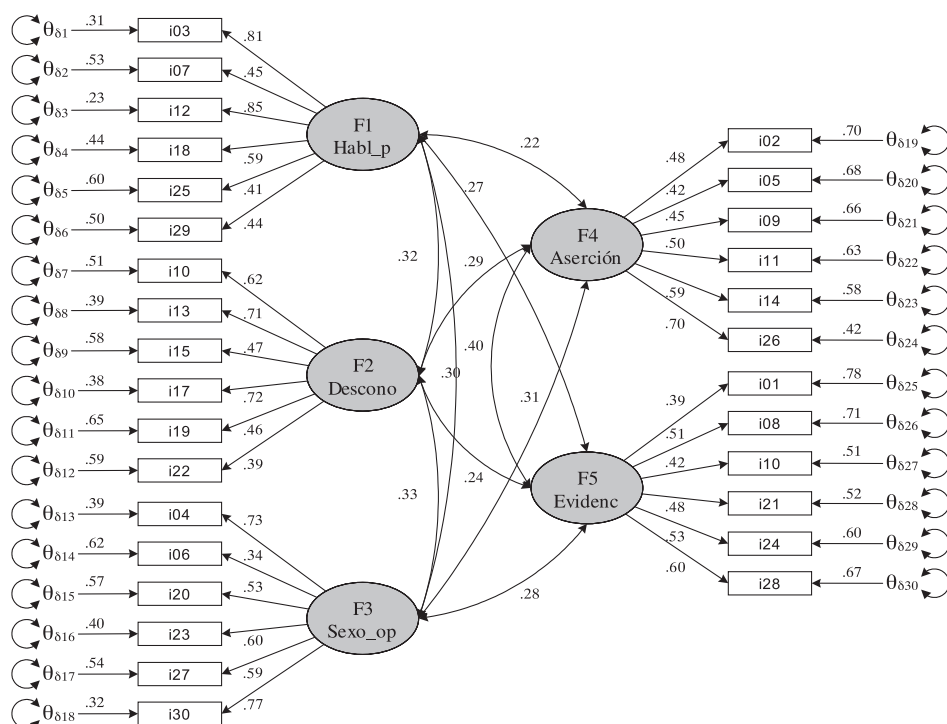 θδ1 .31 i03 .81
θδ2 .53 i07 .45
θδ3 .23 i12 .85
θδ4 .44 i18 .59
θδ5 .60 i25 .41
θδ6 .50 i29 .44
F1
Habl_p
θδ7 .51 i10 .62
θδ8 .39 i13 .71
θδ9 .58 i15 .47
θδ10 .38 i17 .72
θδ11 .65 i19 .46
θδ12 .59 i22 .39
F2
Descono
θδ13 .39 i04 .73
θδ14 .62 i06 .34
θδ15 .57 i20 .53
θδ16 .40 i23 .60
θδ17 .54 i27 .59
θδ18 .32 i30 .77
F3
Sexo_op
.22
.27
.32
.29
.40
.30
.31
.24
.33
.28
F4
Aserción
.48 i02 .70 θδ19
.42 i05 .68 θδ20
.45 i09 .66 θδ21
.50 i11 .63 θδ22
.59 i14 .58 θδ23
.70 i26 .42 θδ24
F5
Evidenc
.39 i01 .78 θδ25
.51 i08 .71 θδ26
.42 i10 .51 θδ27
.48 i21 .52 θδ28
.53 i24 .60 θδ29
.60 i28 .67 θδ30